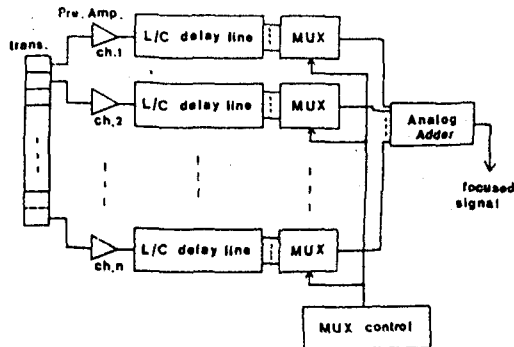 Pre. Amp.
trans.
L/C delay line
MUX
ch.1
L/C delay line
MUX
ch.2
Analog
Adder
focused
signal
L/C delay line
MUX
ch.n
MUX control